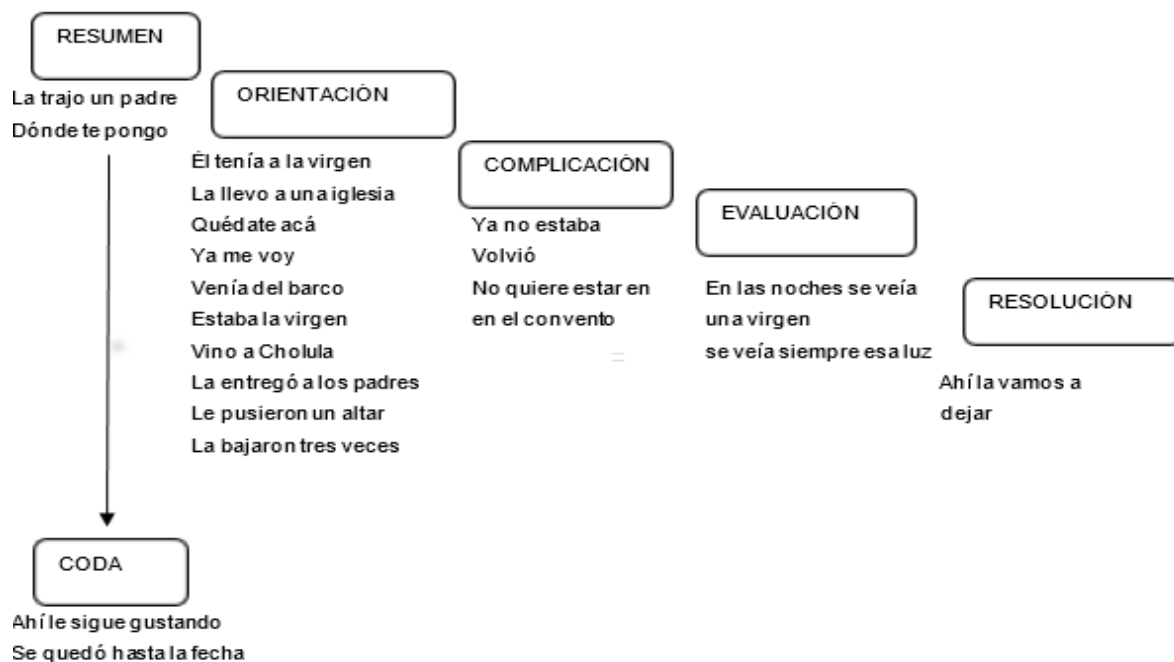 RESUMEN
La trajo un padre
Dónde te pongo
ORIENTACIÓN
Él tenía a la virgen
La llevo a una iglesia
Quédate acá
Ya me voy
Venía del barco
Estaba la virgen
Vino a Cholula
La entregó a los padres
Le pusieron un altar
La bajaron tres veces
COMPLICACIÓN
Ya no estaba
Volvió
No quiere estar en
en el convento
EVALUACIÓN
En las noches se veía
una virgen
se veía siempre esa luz
RESOLUCIÓN
Ahí la vamos a
dejar
CODA
Ahí le sigue gustando
Se quedó hasta la fecha